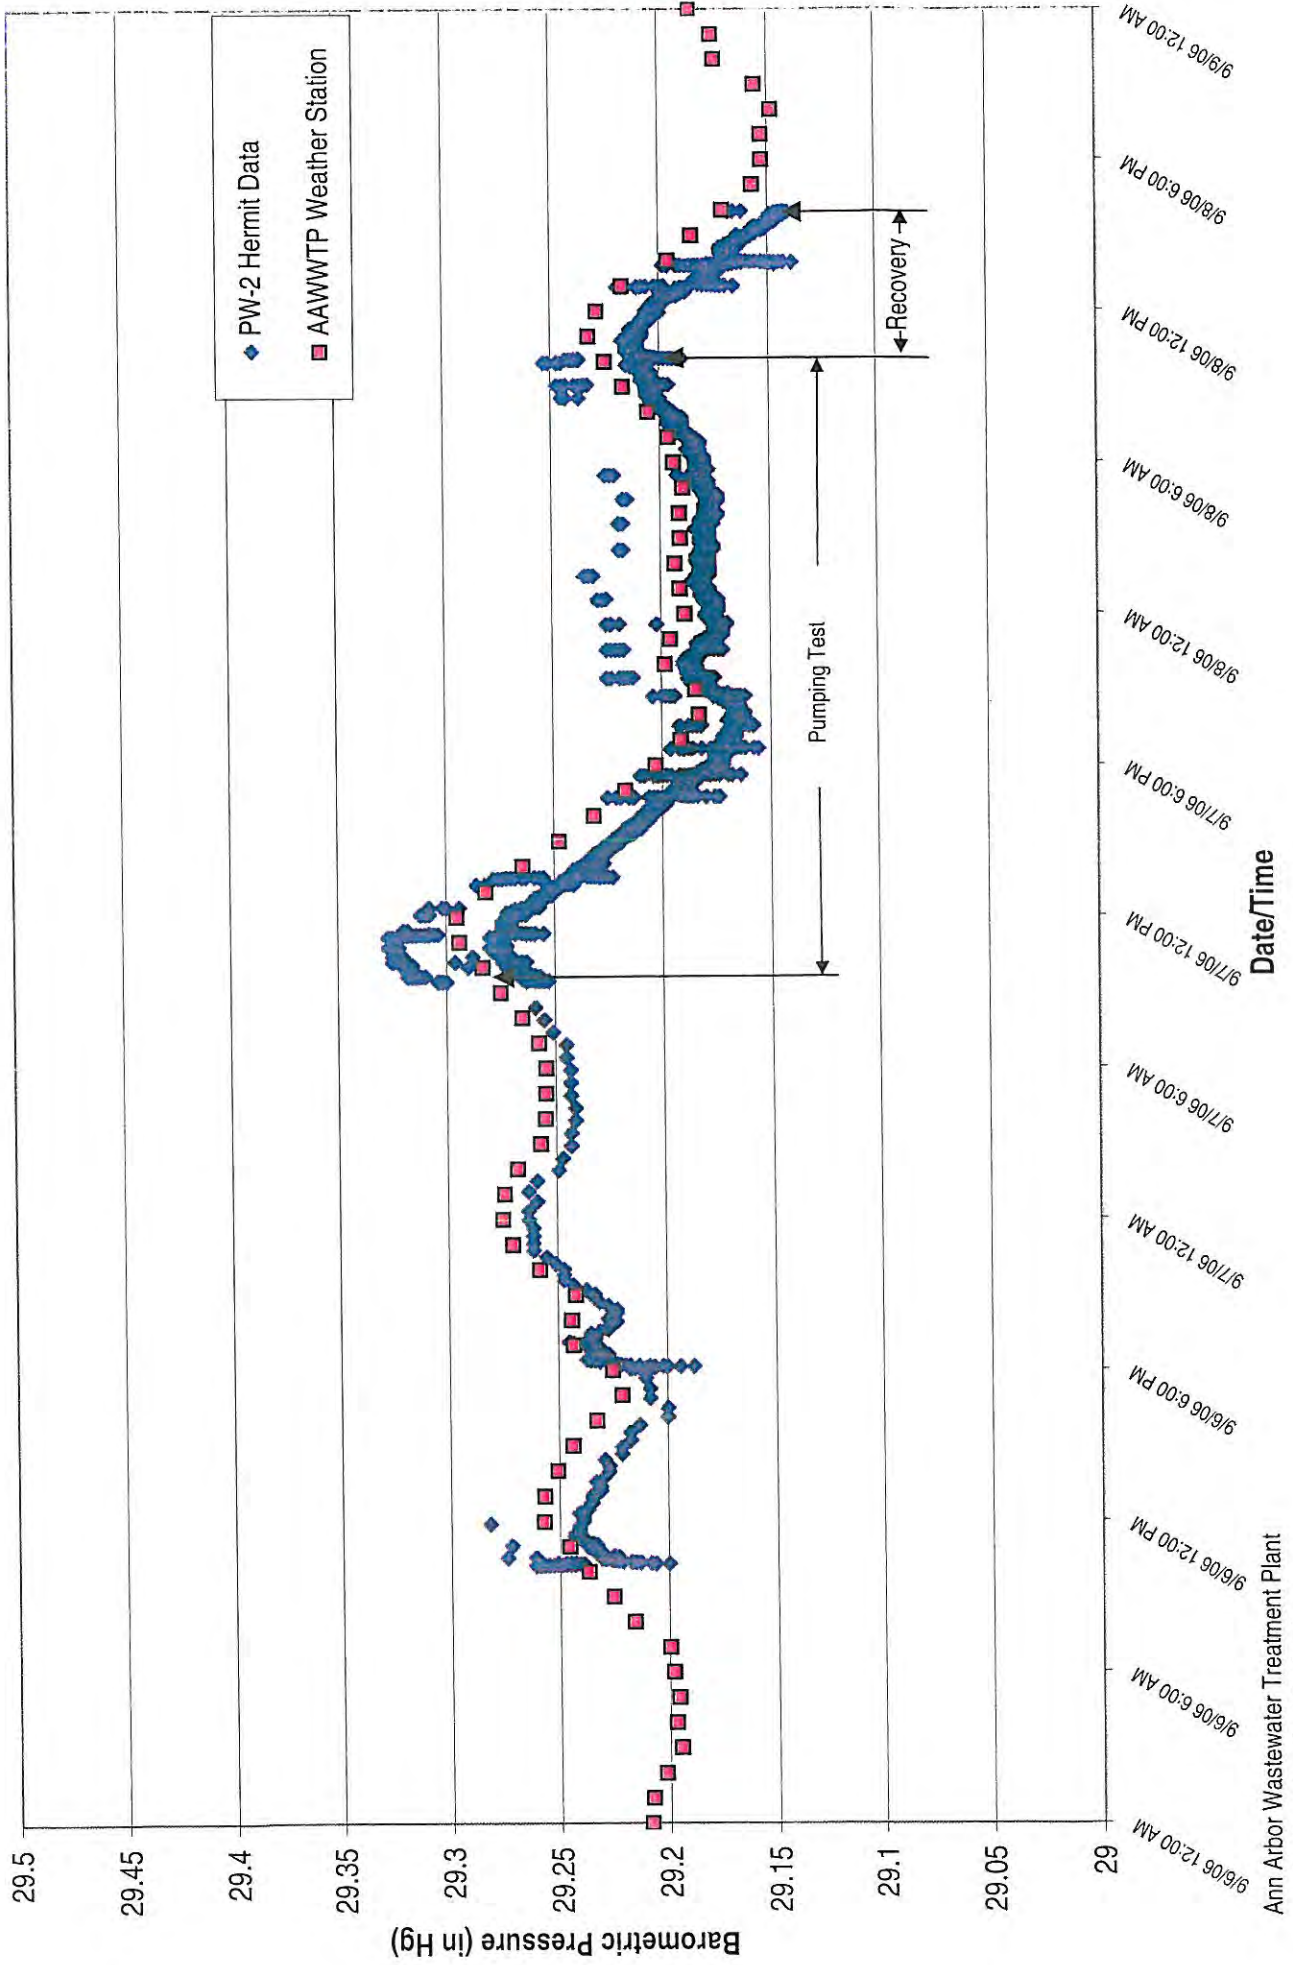 29.5
29.45
29.4
29.35
29.3
29.25
29.2
29.15
29.1
29.05
29
Barometric Pressure (in Hg)
PW-2 Hermit Data
AAWWTP Weather Station
Pumping Test
Recovery
9/6/06 12:00 AM
9/6/06 6:00 AM
9/6/06 12:00 PM
9/6/06 6:00 PM
9/7/06 12:00 AM
9/7/06 6:00 AM
9/7/06 12:00 PM
9/7/06 6:00 PM
9/8/06 12:00 AM
9/8/06 6:00 AM
9/8/06 12:00 PM
9/8/06 6:00 PM
9/9/06 12:00 AM
Date/Time
Ann Arbor Wastewater Treatment Plant